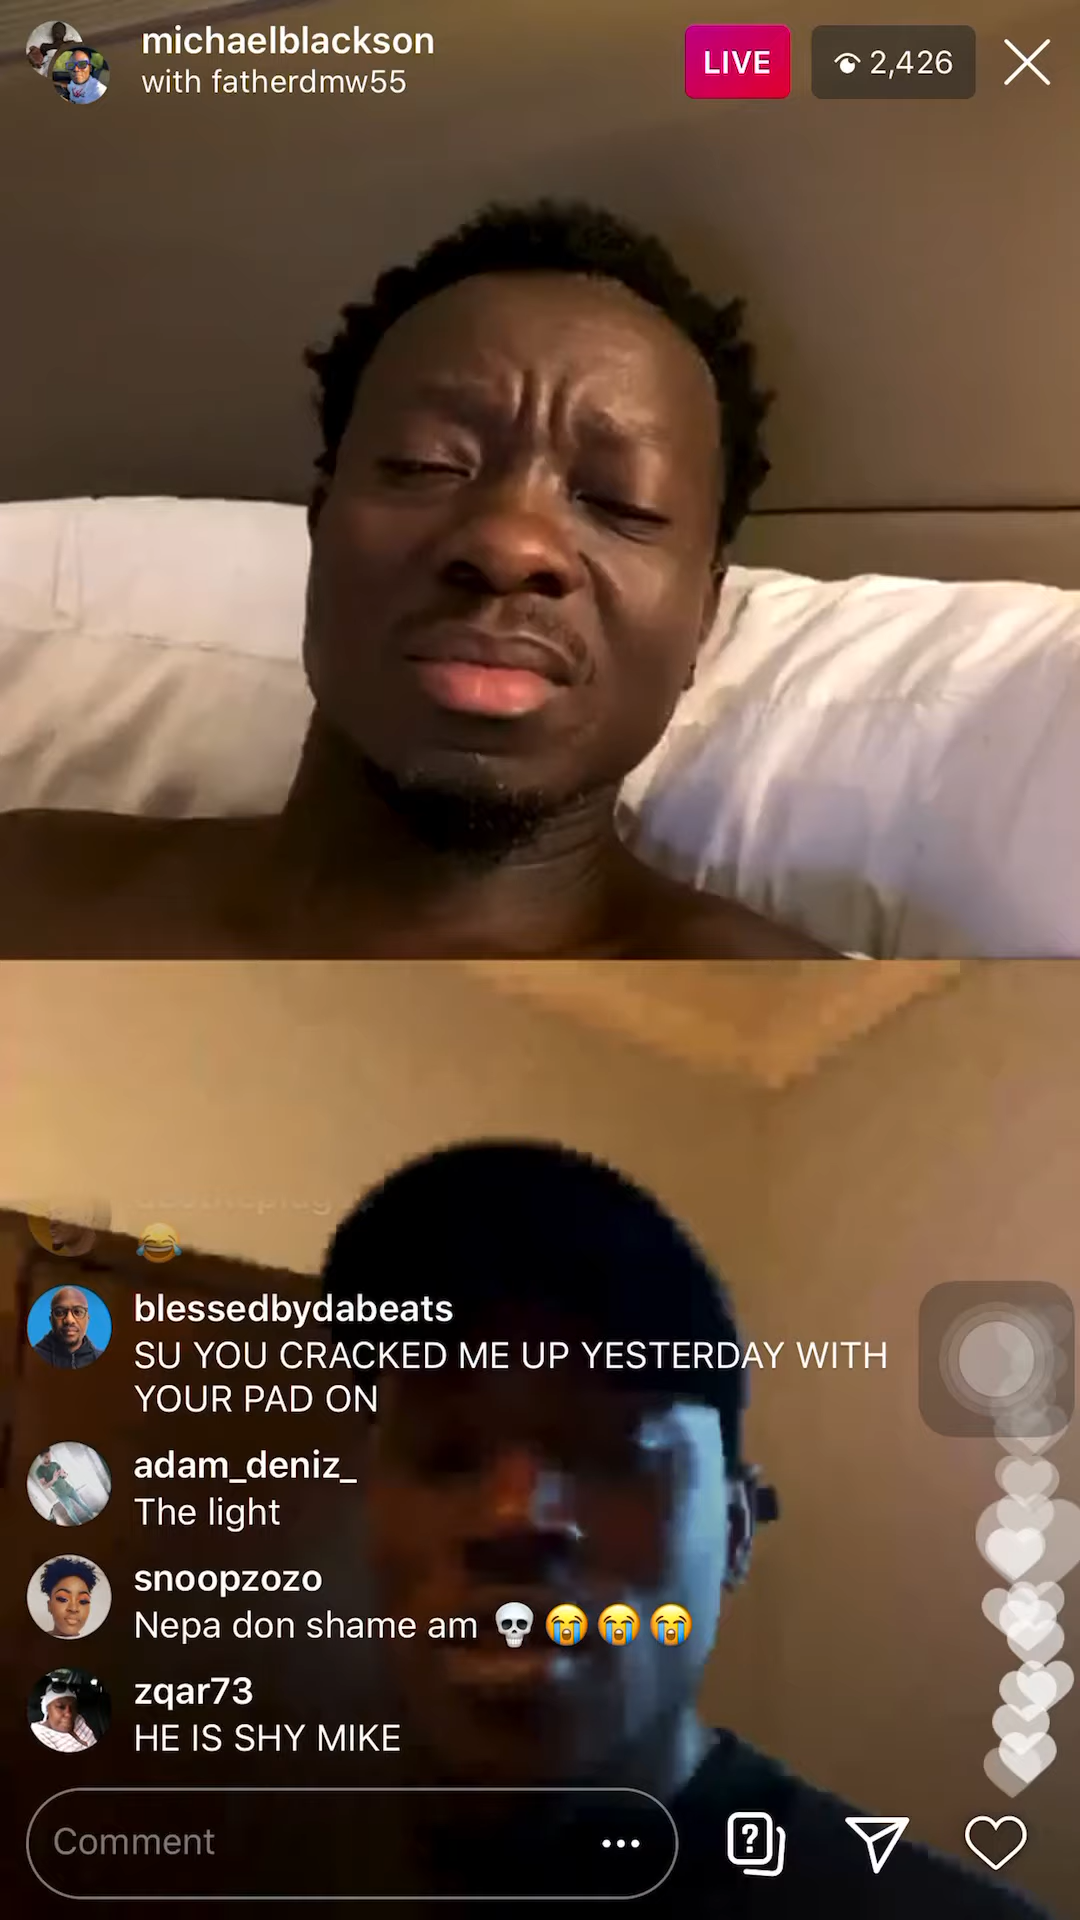 michaelblackson
with fatherdmw55
LIVE
2,426
blessedbydabeats
SU YOU CRACKED ME UP YESTERDAY WITH
YOUR PAD ON
adam_deniz_
The light
snoopzozo
Nepa don shame am 💀😭😭😭
zqar73
HE IS SHY MIKE
Comment